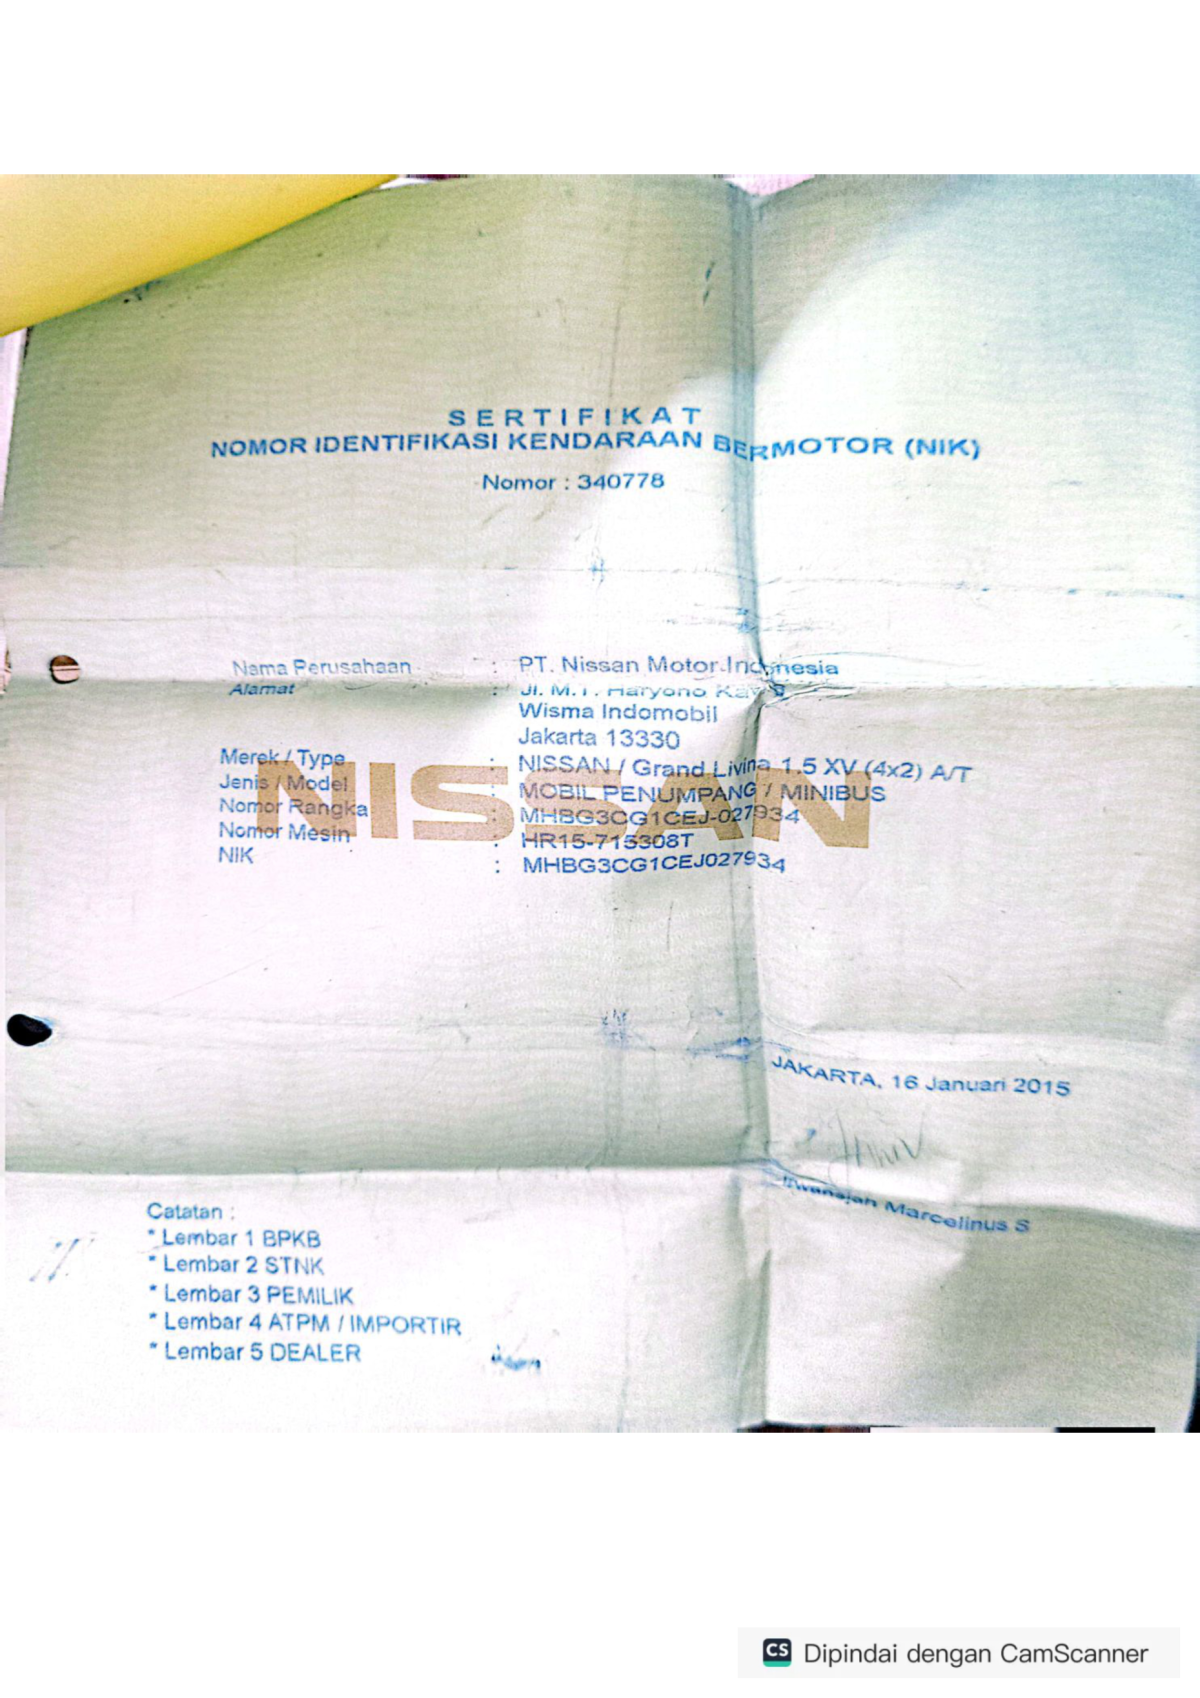 SERTIFIKAT
NOMOR IDENTIFIKASI KENDARAAN BERMOTOR (NIK)
Nomor : 340778
Nama Perusahaan : PT. Nissan Motor Indonesia
Alamat : Jl. M.T. Haryono
Wisma Indomobil
Jakarta 13330
Merek / Type : NISSAN / Grand Livina 1.5 XV (4x2) A/T
Jenis / Model : MOBIL PENUMPANG / MINIBUS
Nomor Rangka : MHBG3CG1CEJ-027934
Nomor Mesin : HR15-715308T
NIK : MHBG3CG1CEJ027934
NISSAN
JAKARTA, 16 Januari 2015
Marcelinus S
Catatan :
* Lembar 1 BPKB
* Lembar 2 STNK
* Lembar 3 PEMILIK
* Lembar 4 ATPM / IMPORTIR
* Lembar 5 DEALER
CS Dipindai dengan CamScanner